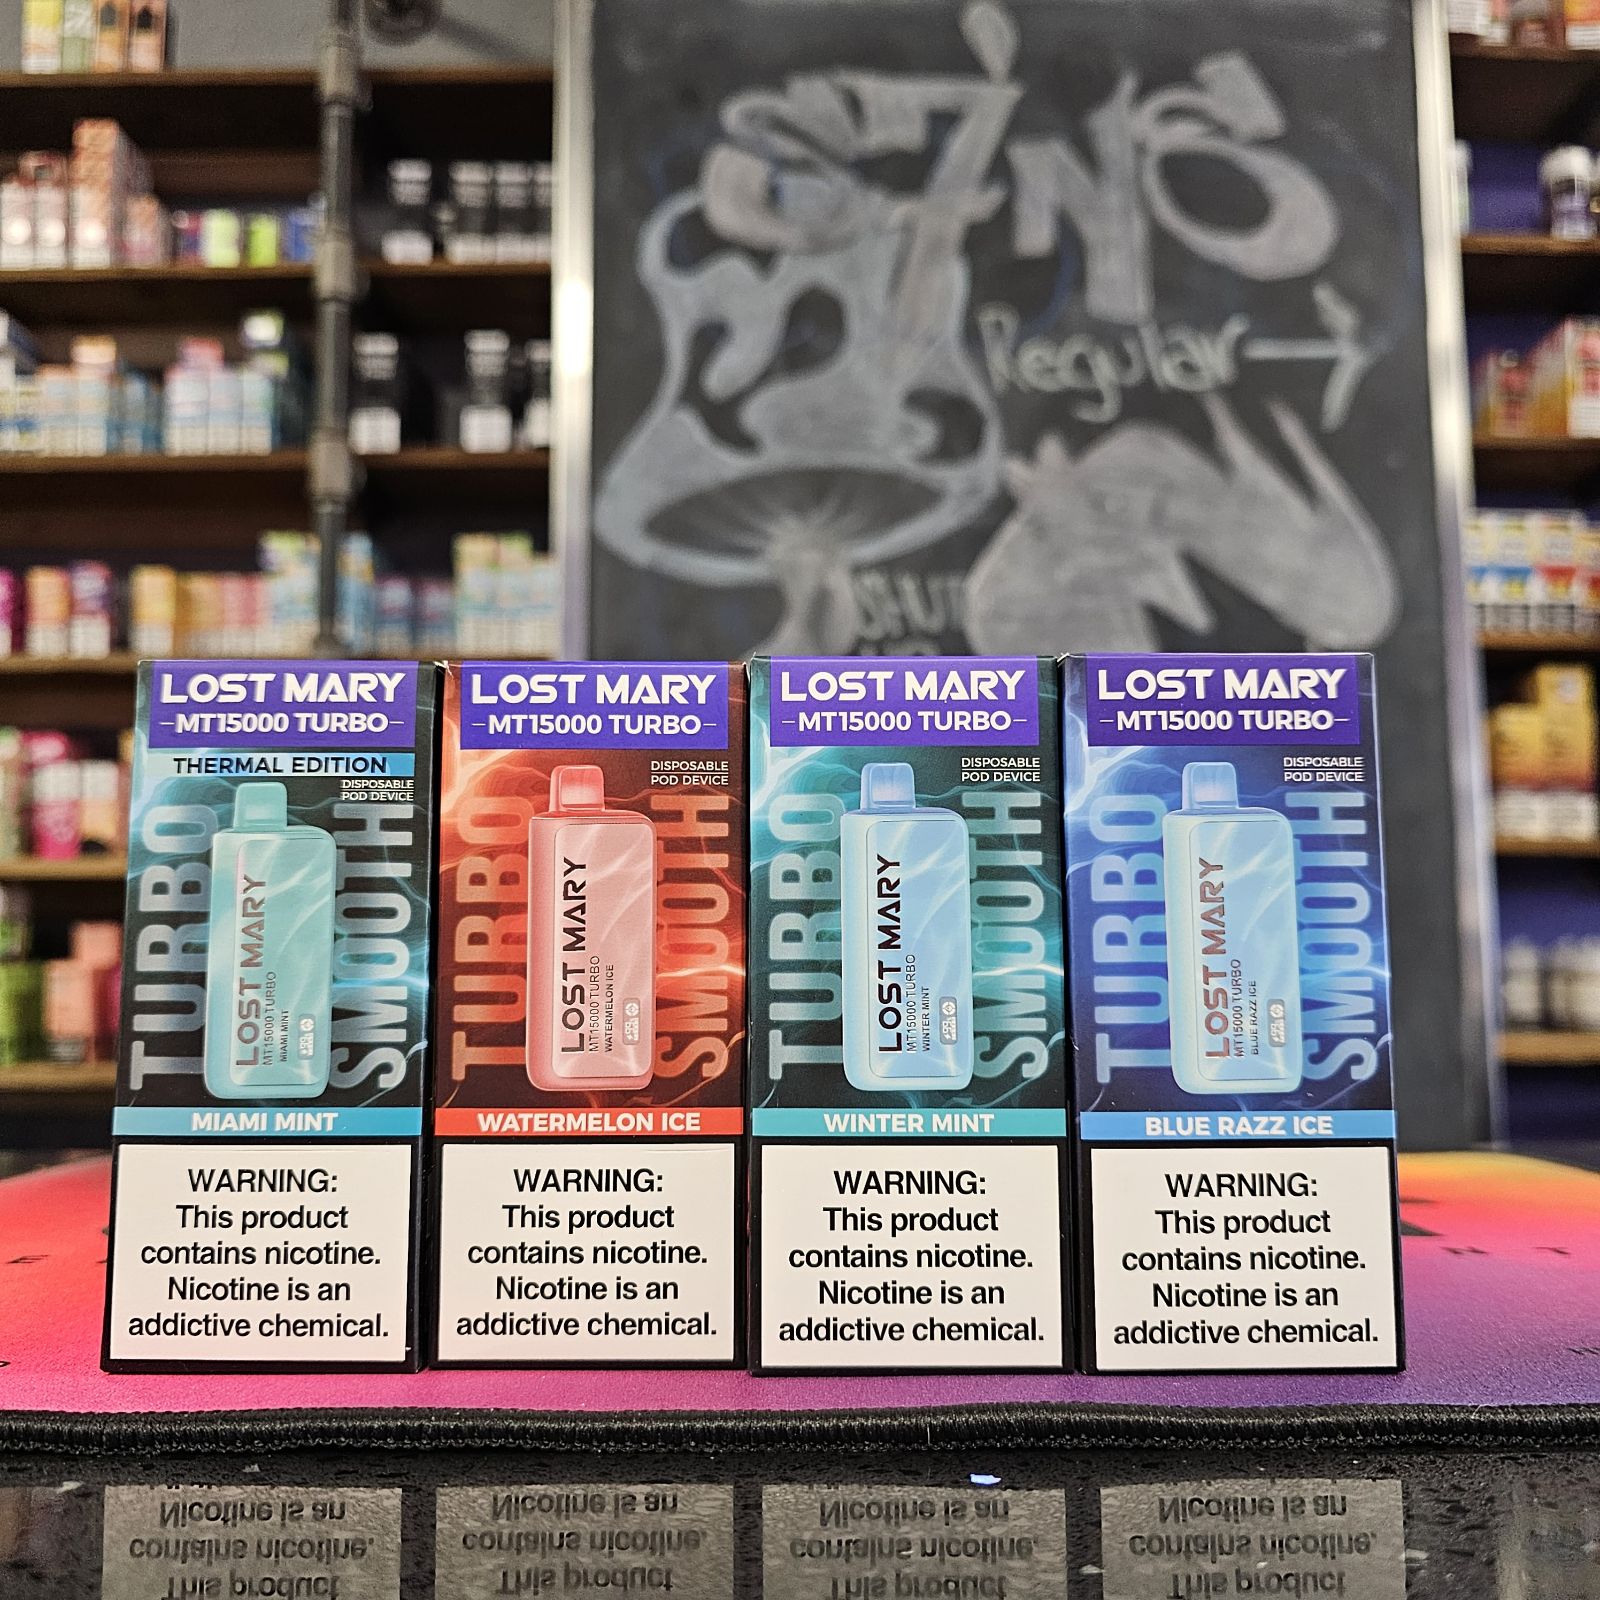 Regular
LOST MARY
MT15000 TURBO
THERMAL EDITION
DISPOSABLE
POD DEVICE
TURBO
SMOOTH
LOST MARY
MT15000 TURBO
MIAMI MINT
MIAMI MINT
WARNING:
This product
contains nicotine.
Nicotine is an
addictive chemical.
LOST MARY
MT15000 TURBO
DISPOSABLE
POD DEVICE
TURBO
SMOOTH
LOST MARY
MT15000 TURBO
WATERMELON ICE
WATERMELON ICE
WARNING:
This product
contains nicotine.
Nicotine is an
addictive chemical.
LOST MARY
MT15000 TURBO
DISPOSABLE
POD DEVICE
TURBO
SMOOTH
LOST MARY
MT15000 TURBO
WINTER MINT
WINTER MINT
WARNING:
This product
contains nicotine.
Nicotine is an
addictive chemical.
LOST MARY
MT15000 TURBO
DISPOSABLE
POD DEVICE
TURBO
SMOOTH
LOST MARY
MT15000 TURBO
BLUE RAZZ ICE
BLUE RAZZ ICE
WARNING:
This product
contains nicotine.
Nicotine is an
addictive chemical.